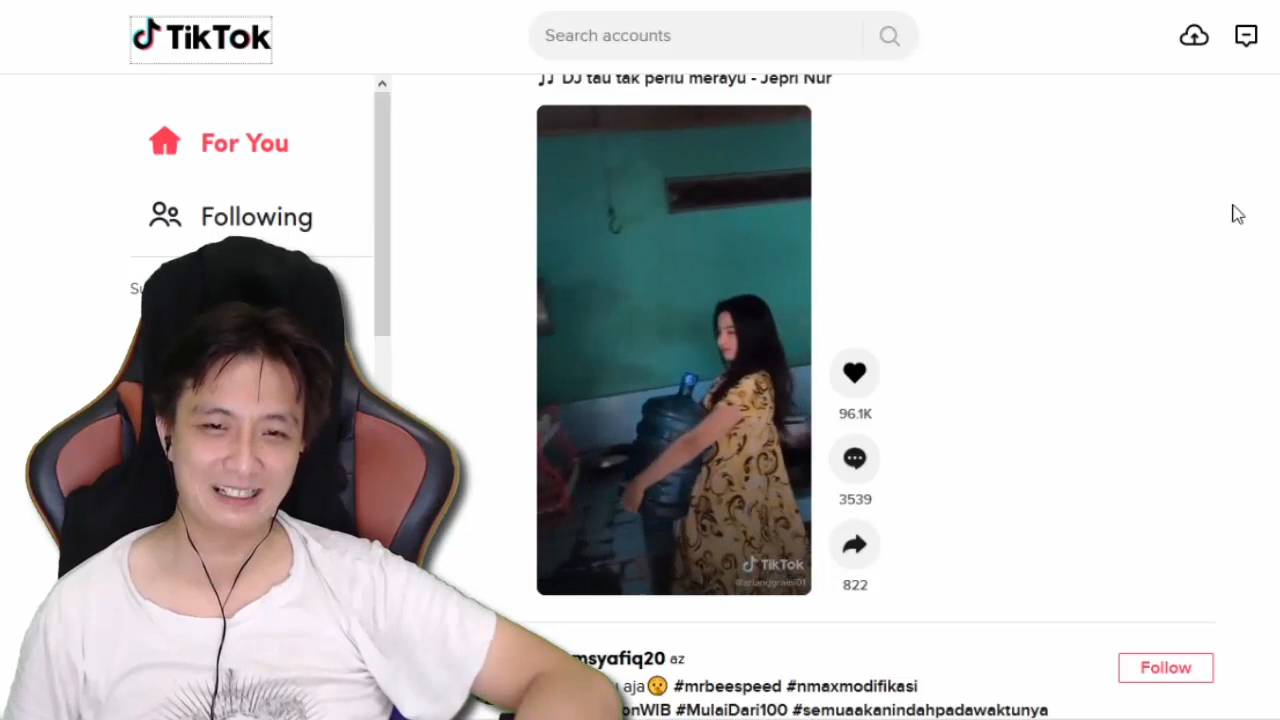 TikTok
Search accounts
DJ tau tak perlu merayu - Jepri Nur
For You
Following
96.1K
3539
822
TikTok
msyafiq20 az
Follow
aja🤫 #mrbeespeed #nmaxmodifikasi
onWIB #MulaiDari100 #semuaakanindahpadawaktunya